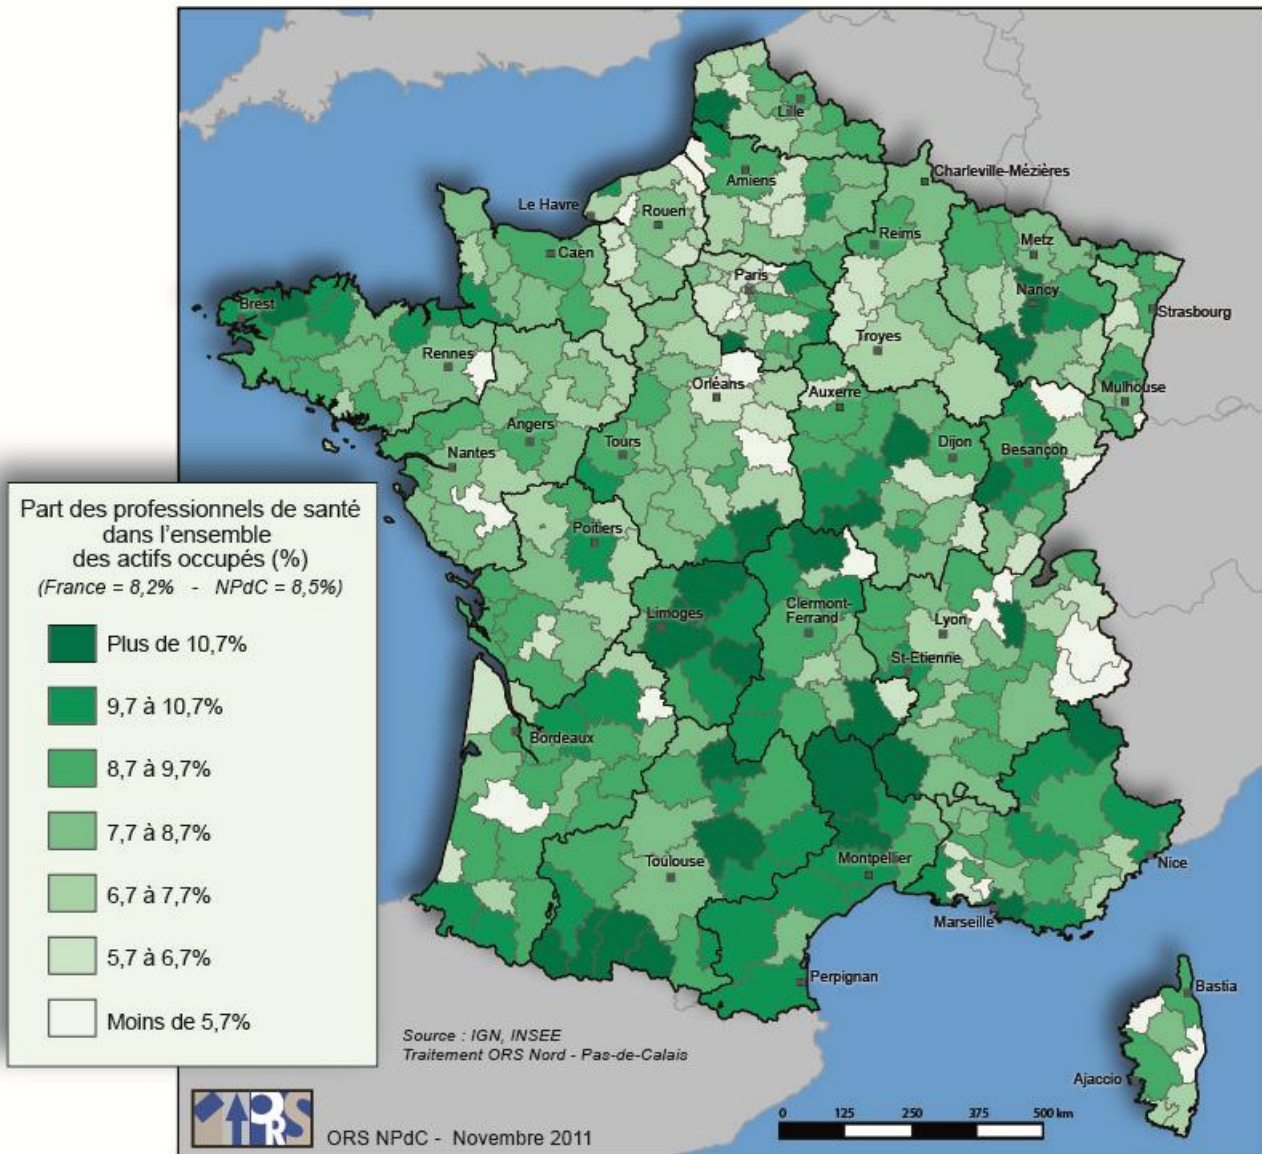 Part des professionnels de santé
dans l'ensemble
des actifs occupés (%)
(France = 8,2% - NPdC = 8,5%)
Plus de 10,7%
9,7 à 10,7%
8,7 à 9,7%
7,7 à 8,7%
6,7 à 7,7%
5,7 à 6,7%
Moins de 5,7%
Lille
Amiens
Charleville-Mézières
Le Havre
Rouen
Reims
Caen
Metz
Paris
Nancy
Brest
Strasbourg
Rennes
Troyes
Orléans
Auxerre
Mulhouse
Angers
Tours
Dijon
Besançon
Nantes
Poitiers
Limoges
Clermont-
Ferrand
Lyon
St-Etienne
Bordeaux
Toulouse
Montpellier
Nice
Marseille
Perpignan
Bastia
Ajaccio
Source : IGN, INSEE
Traitement ORS Nord - Pas-de-Calais
ORS
ORS NPdC - Novembre 2011
0 125 250 375 500 km